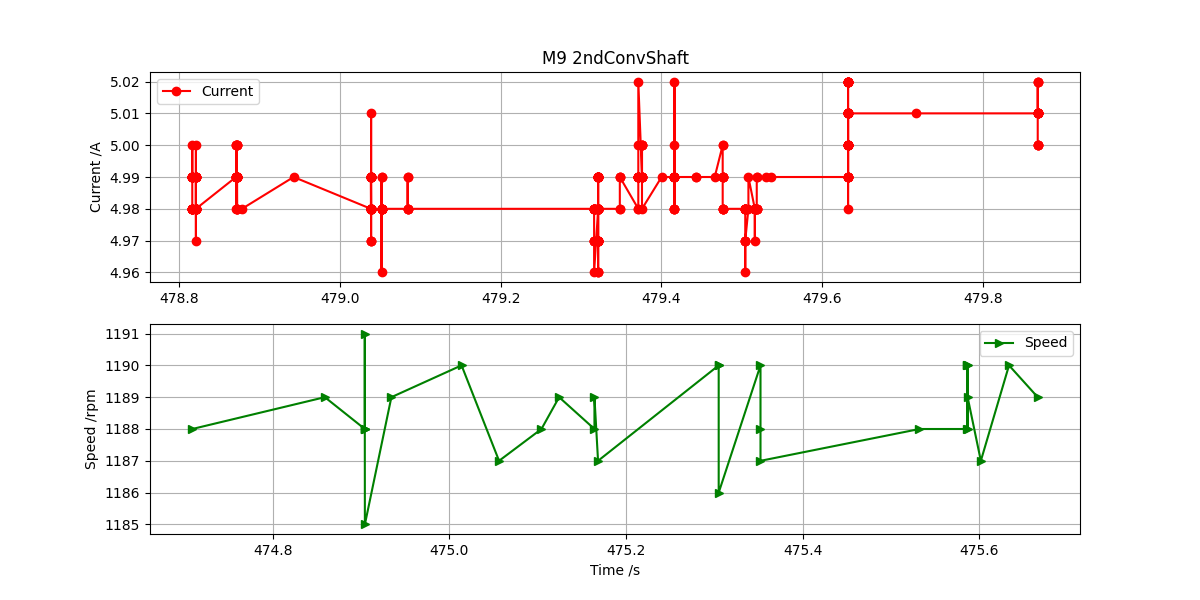 M9 2ndConvShaft
Current /A
5.02
5.01
5.00
4.99
4.98
4.97
4.96
Current
478.8 479.0 479.2 479.4 479.6 479.8
Speed /rpm
1191
1190
1189
1188
1187
1186
1185
Speed
474.8 475.0 475.2 475.4 475.6
Time /s